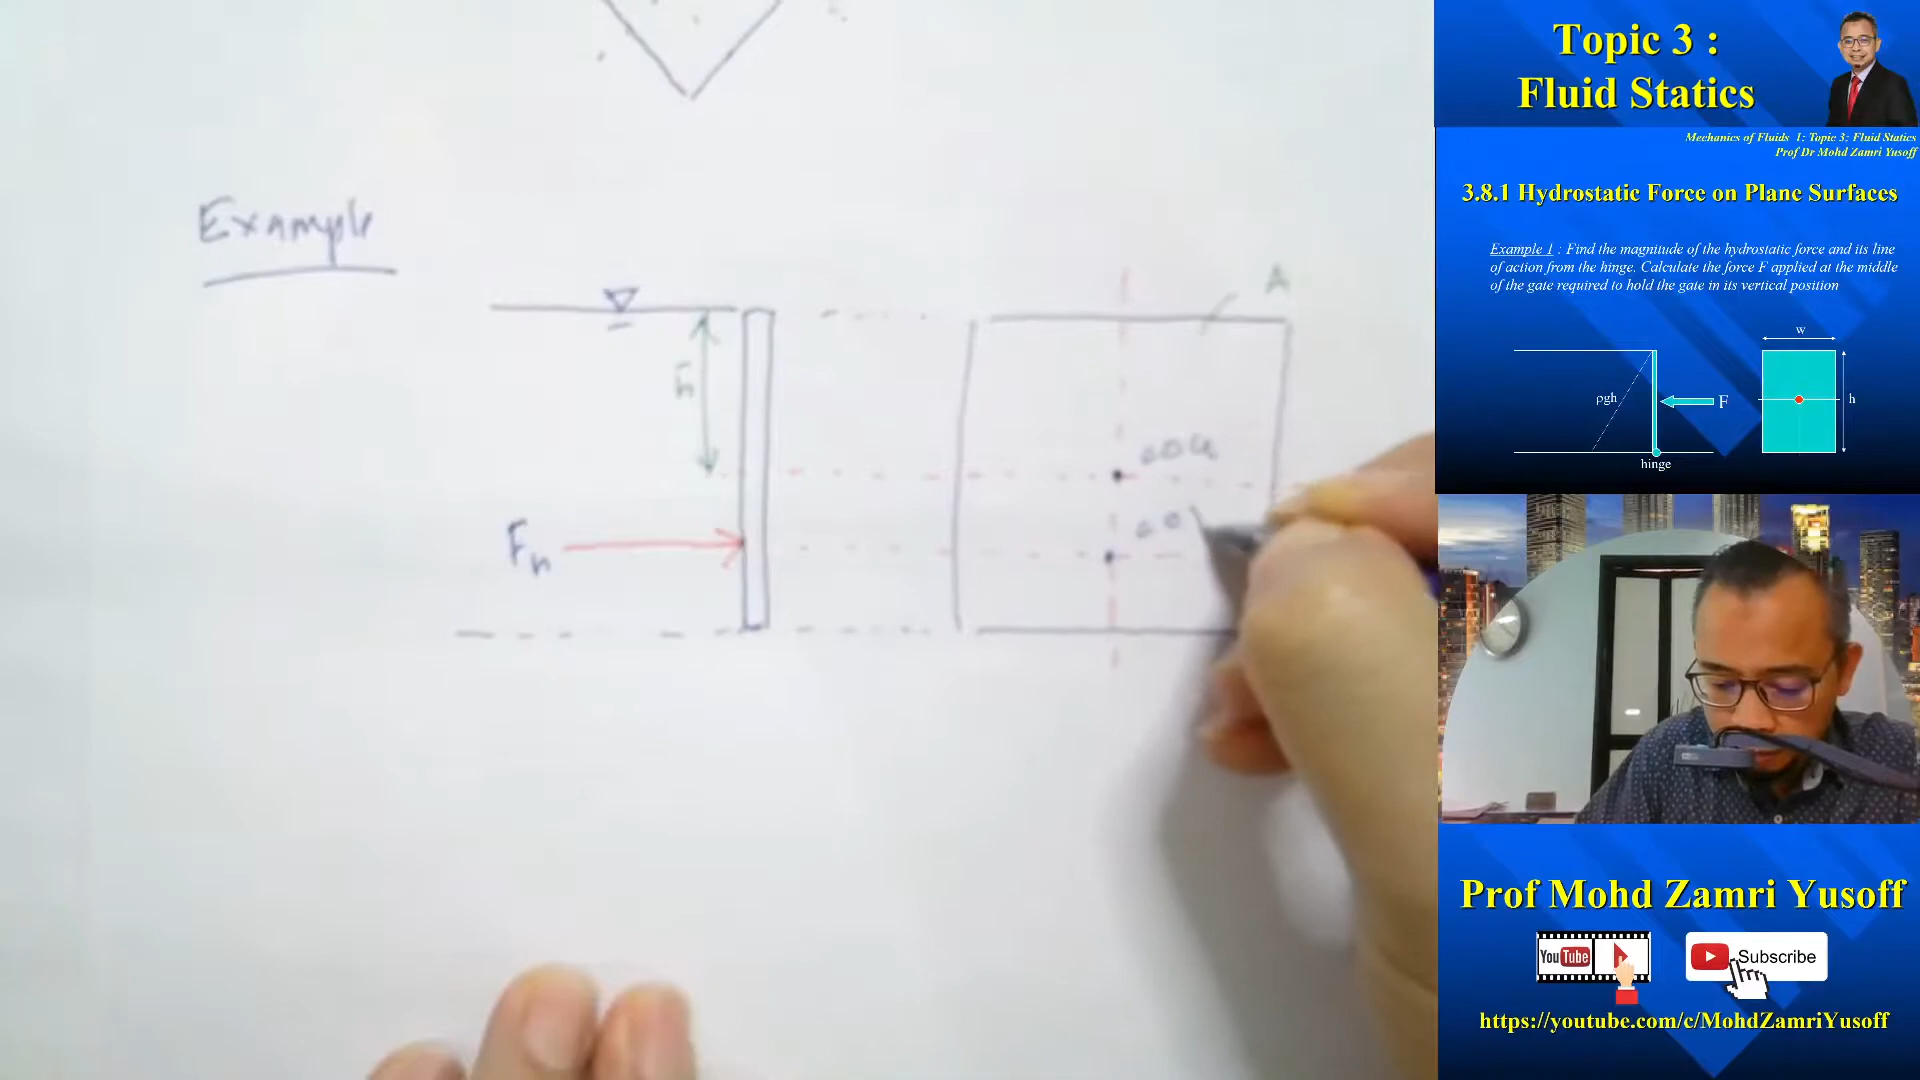 Example
A
h̄
COG
Fh
Topic 3 :
Fluid Statics
Mechanics of Fluids 1: Topic 3: Fluid Statics
Prof Dr Mohd Zamri Yusoff
3.8.1 Hydrostatic Force on Plane Surfaces
Example 1 : Find the magnitude of the hydrostatic force and its line
of action from the hinge. Calculate the force F applied at the middle
of the gate required to hold the gate in its vertical position
w
ρgh
F
h
hinge
Prof Mohd Zamri Yusoff
YouTube
Subscribe
https://youtube.com/c/MohdZamriYusoff